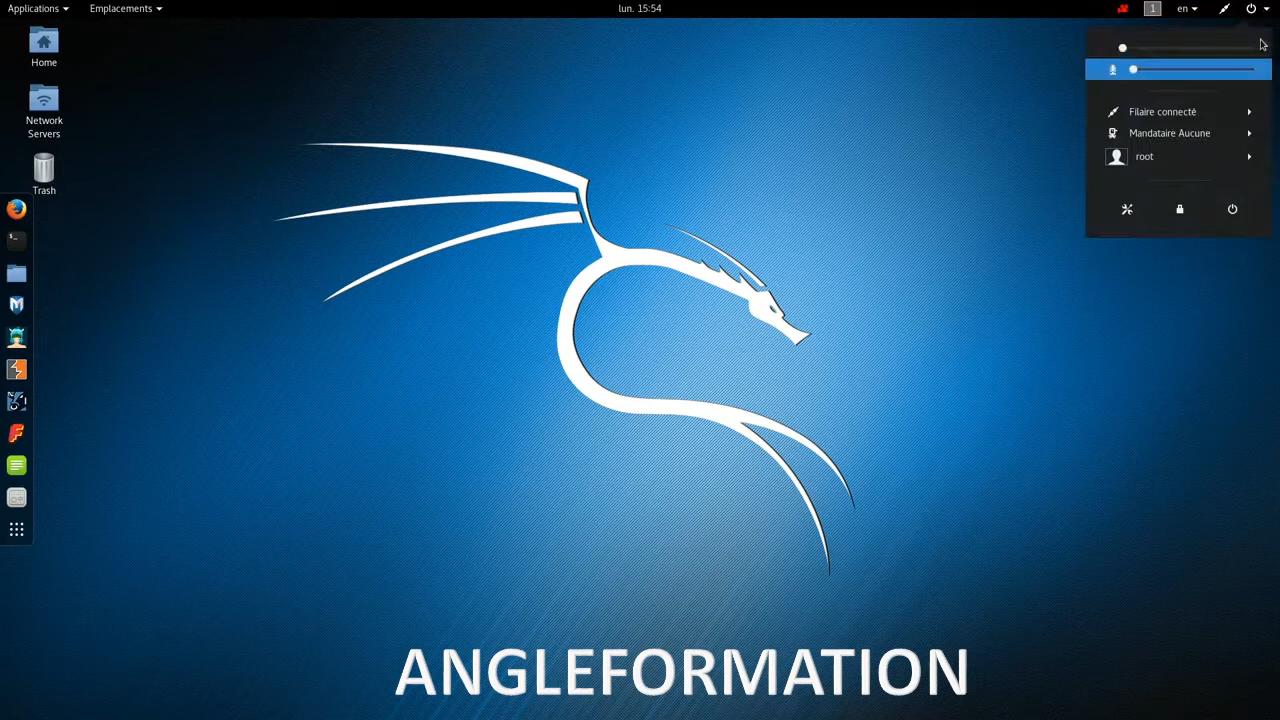 Applications
Emplacements
lun. 15:54
1
en
Home
Network
Servers
Trash
Filaire connecté
Mandataire Aucune
root
ANGLEFORMATION